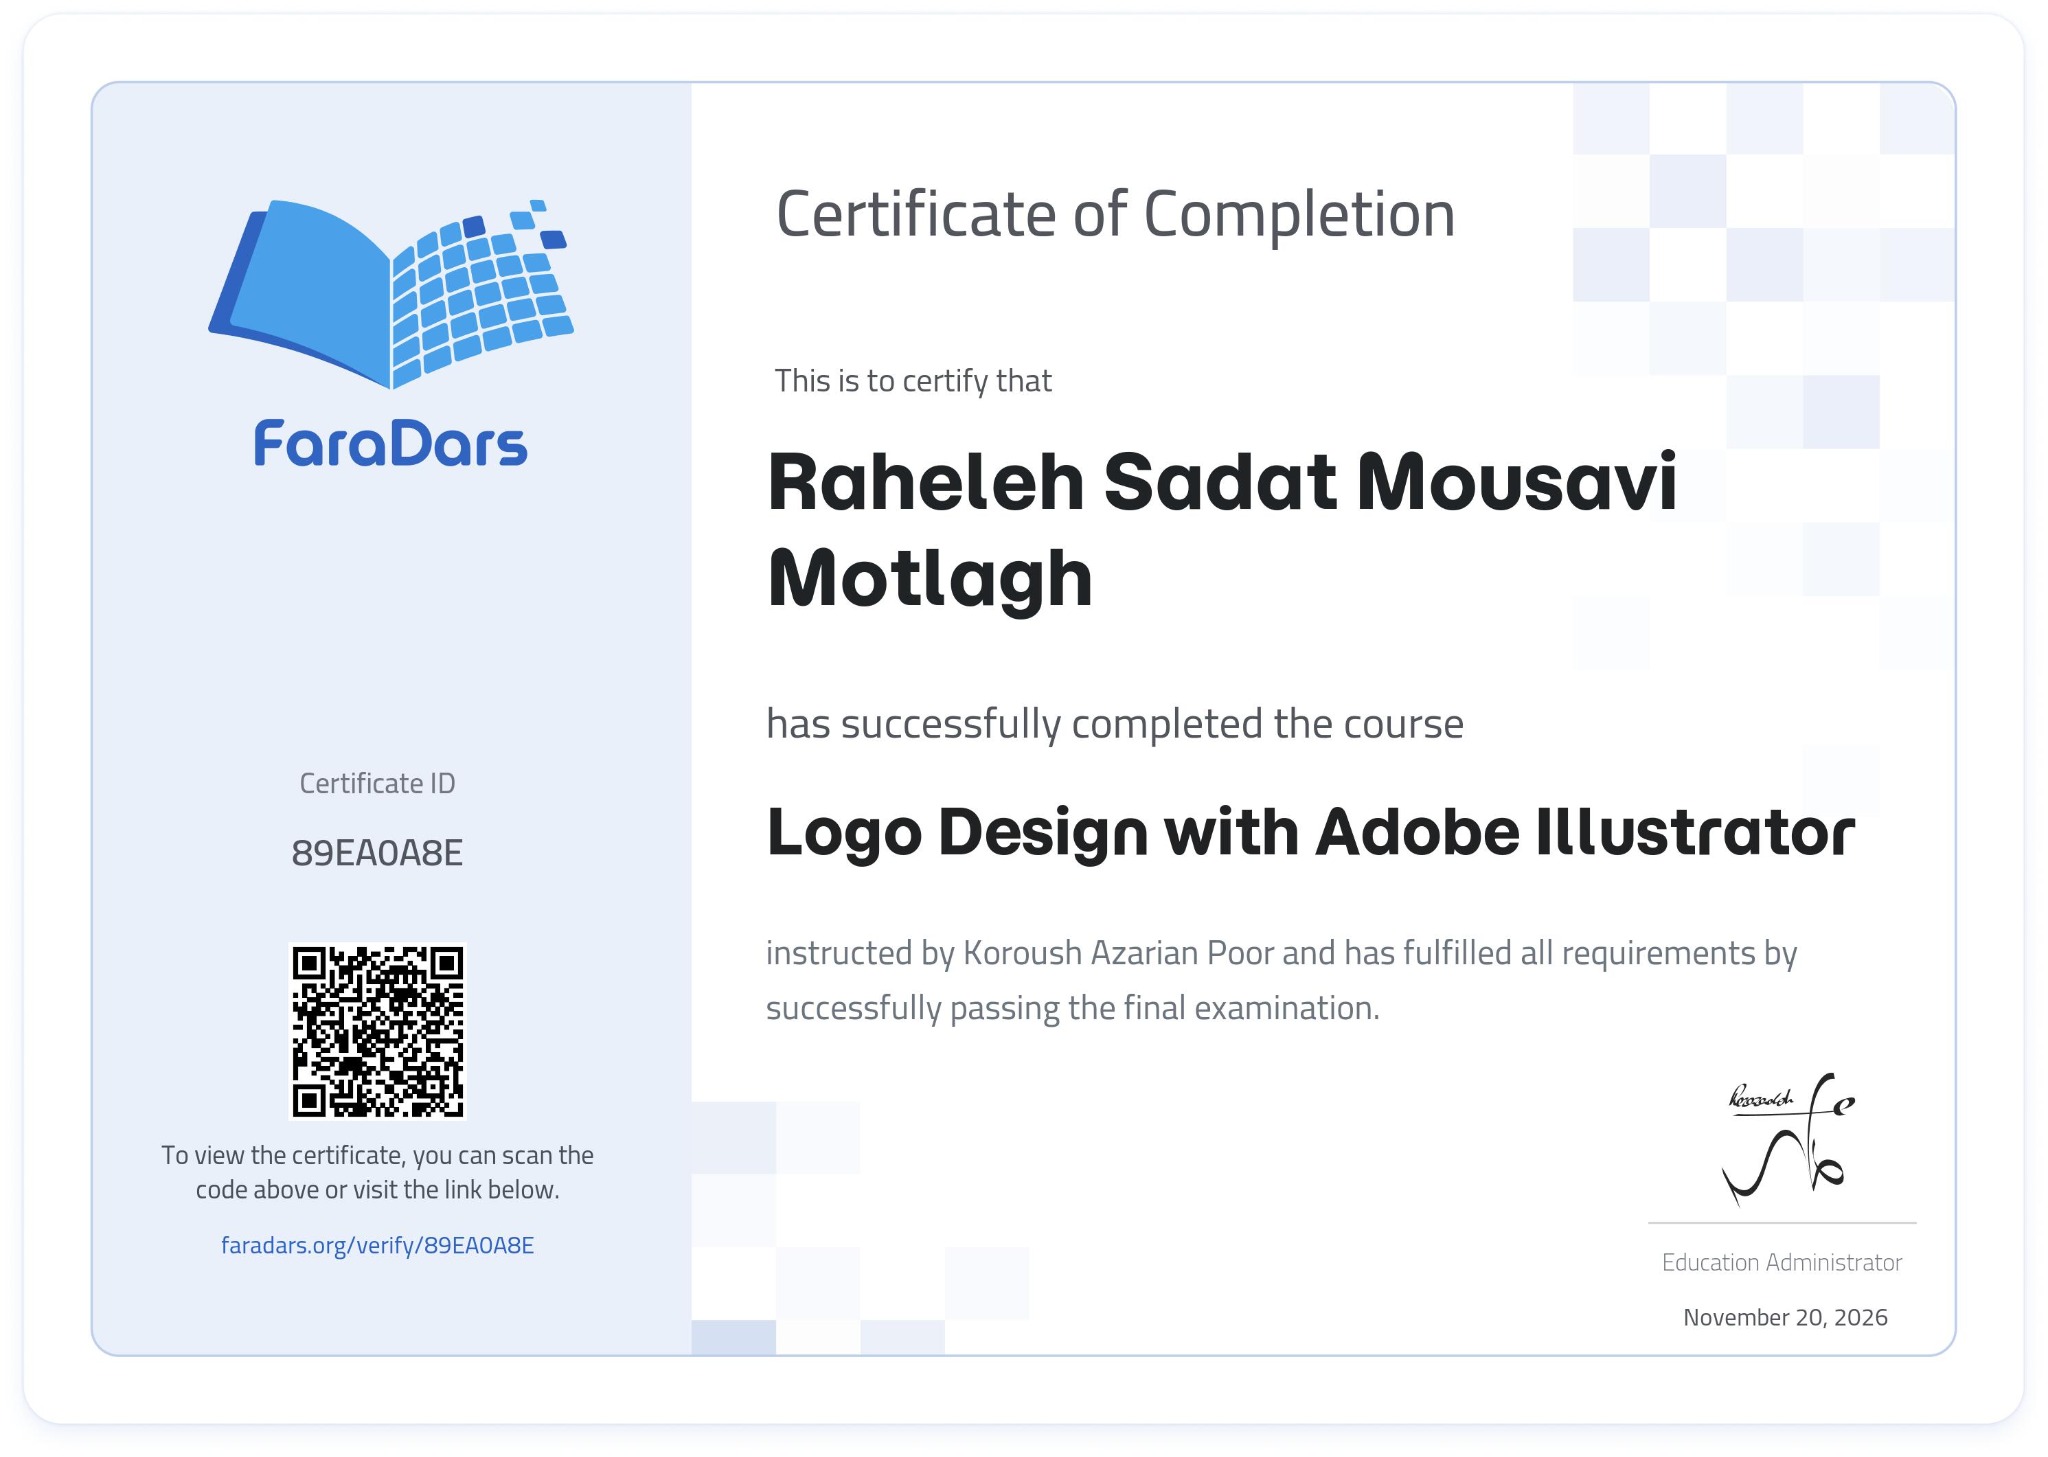 FaraDars
Certificate ID
89EA0A8E
To view the certificate, you can scan the
code above or visit the link below.
faradars.org/verify/89EA0A8E
Certificate of Completion
This is to certify that
Raheleh Sadat Mousavi
Motlagh
has successfully completed the course
Logo Design with Adobe Illustrator
instructed by Koroush Azarian Poor and has fulfilled all requirements by
successfully passing the final examination.
Education Administrator
November 20, 2026